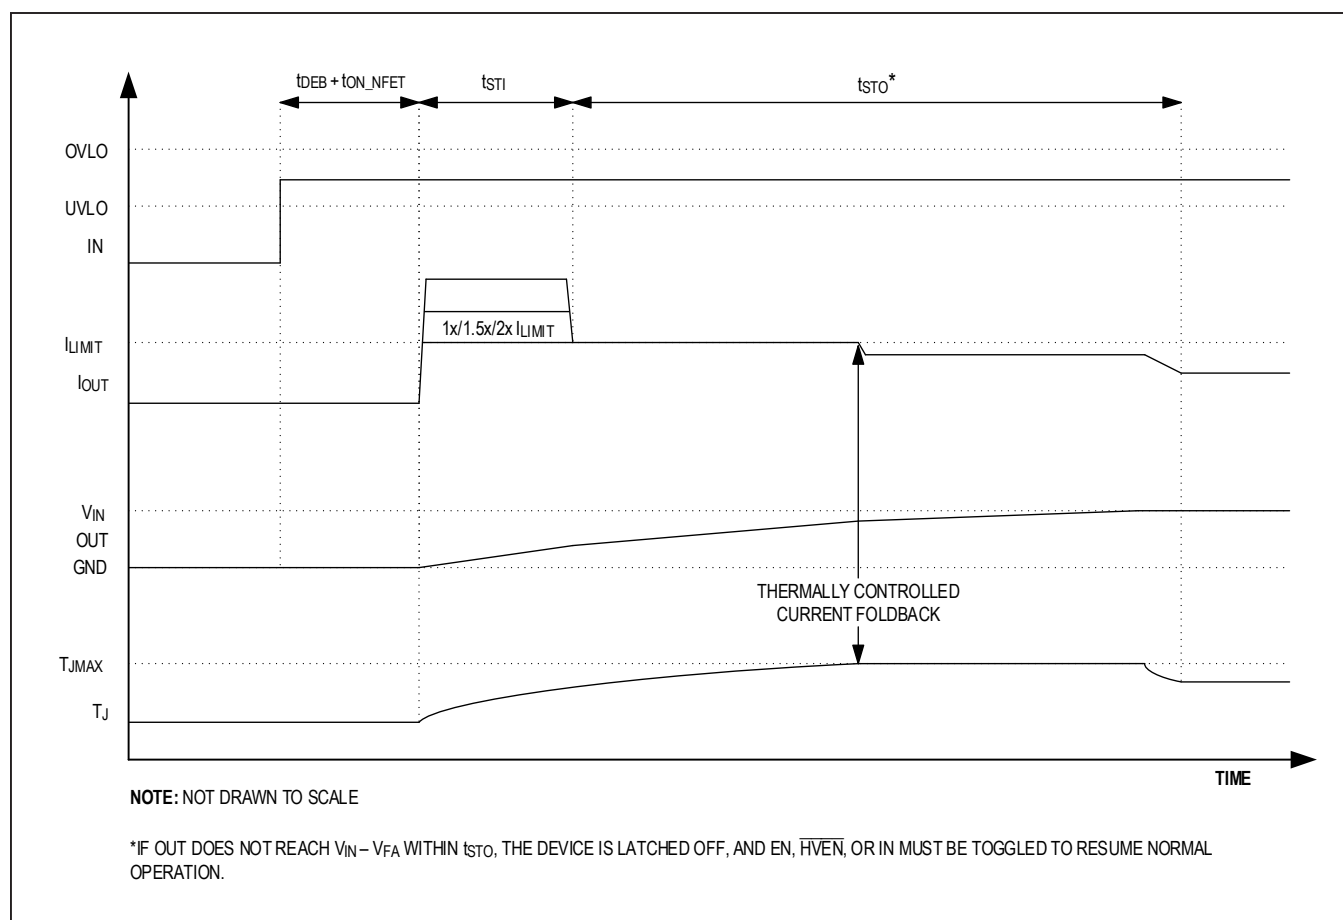 tDEB + tON_NFET
tSTI
tSTO*
OVLO
UVLO
IN
1x/1.5x/2x ILIMIT
ILIMIT
IOUT
VIN
OUT
GND
THERMALLY CONTROLLED
CURRENT FOLDBACK
TJMAX
TJ
TIME
NOTE: NOT DRAWN TO SCALE
*IF OUT DOES NOT REACH VIN – VFA WITHIN tSTO, THE DEVICE IS LATCHED OFF, AND EN, HVEN, OR IN MUST BE TOGGLED TO RESUME NORMAL
OPERATION.